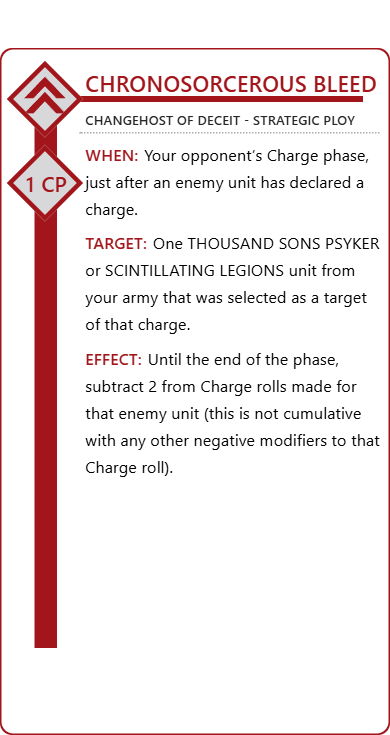 CHRONOSORCEROUS BLEED
CHANGEHOST OF DECEIT - STRATEGIC PLOY
1 CP
WHEN: Your opponent's Charge phase,
just after an enemy unit has declared a
charge.
TARGET: One THOUSAND SONS PSYKER
or SCINTILLATING LEGIONS unit from
your army that was selected as a target
of that charge.
EFFECT: Until the end of the phase,
subtract 2 from Charge rolls made for
that enemy unit (this is not cumulative
with any other negative modifiers to that
Charge roll).